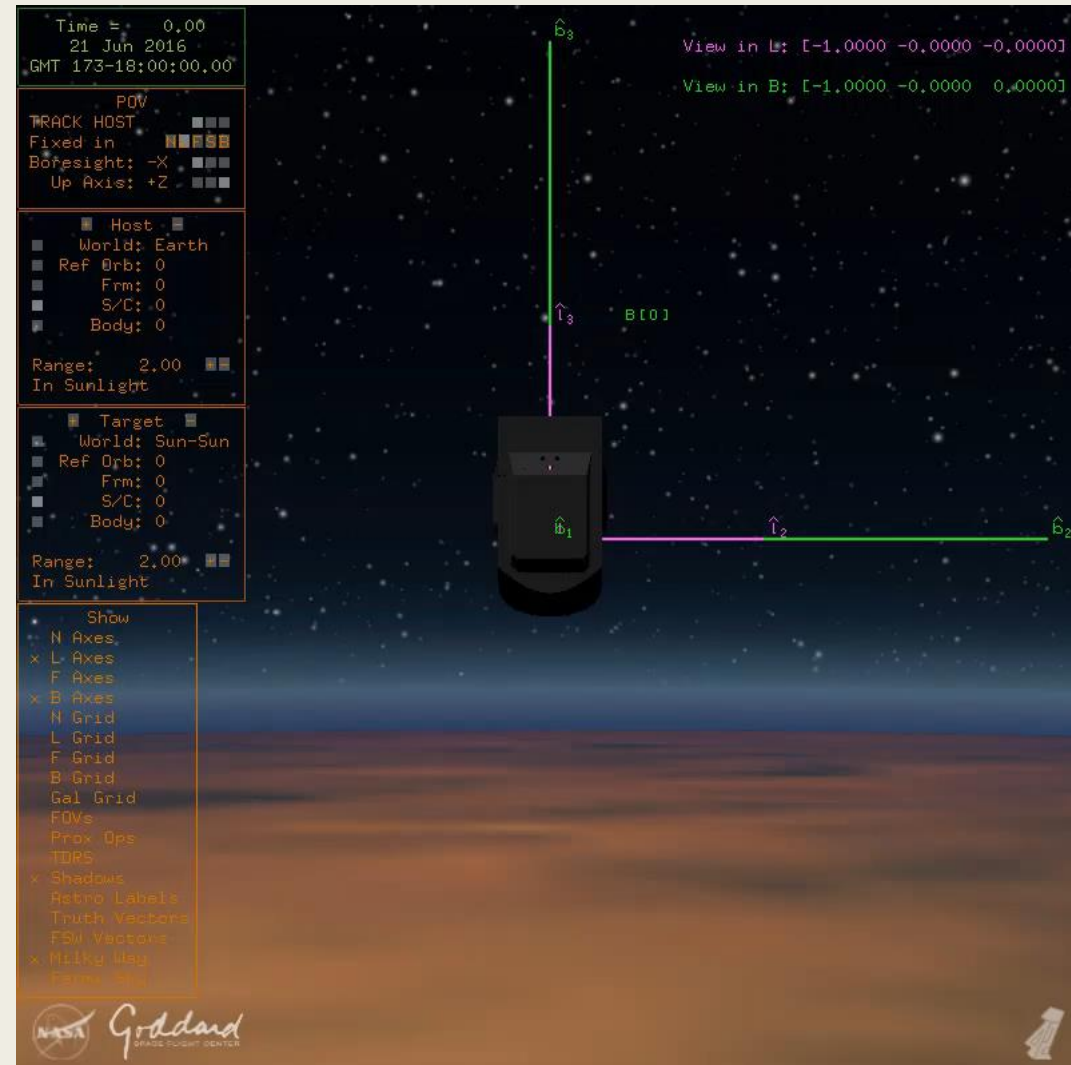 Time = 0.00
21 Jun 2016
GMT 173-18:00:00.00
POV
TRACK HOST
Fixed in N F S B
Boresight: -X
Up Axis: +Z
+ Host -
World: Earth
Ref Orb: 0
Frm: 0
S/C: 0
Body: 0
Range: 2.00 + -
In Sunlight
+ Target -
World: Sun-Sun
Ref Orb: 0
Frm: 0
S/C: 0
Body: 0
Range: 2.00 + -
In Sunlight
Show
N Axes
x L Axes
F Axes
x B Axes
N Grid
L Grid
F Grid
B Grid
Gal Grid
FOVs
Prox Ops
TDRS
x Shadows
Astro Labels
Truth Vectors
FSW Vectors
x Milky Way
View in L: [-1.0000 -0.0000 -0.0000]
View in B: [-1.0000 -0.0000 0.0000]
b̂₃
l̂₃
B[0]
b̂₁
l̂₂
b̂₂
NASA Goddard
SPACE FLIGHT CENTER